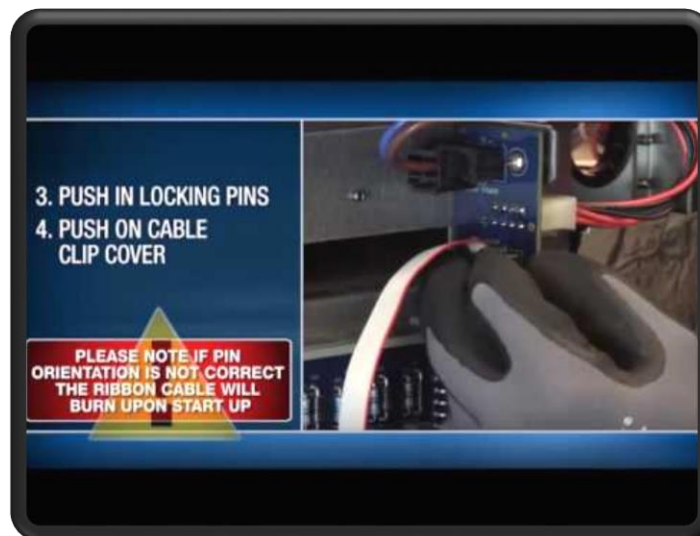 3. PUSH IN LOCKING PINS
4. PUSH ON CABLE
CLIP COVER
PLEASE NOTE IF PIN
ORIENTATION IS NOT CORRECT
THE RIBBON CABLE WILL
BURN UPON START UP